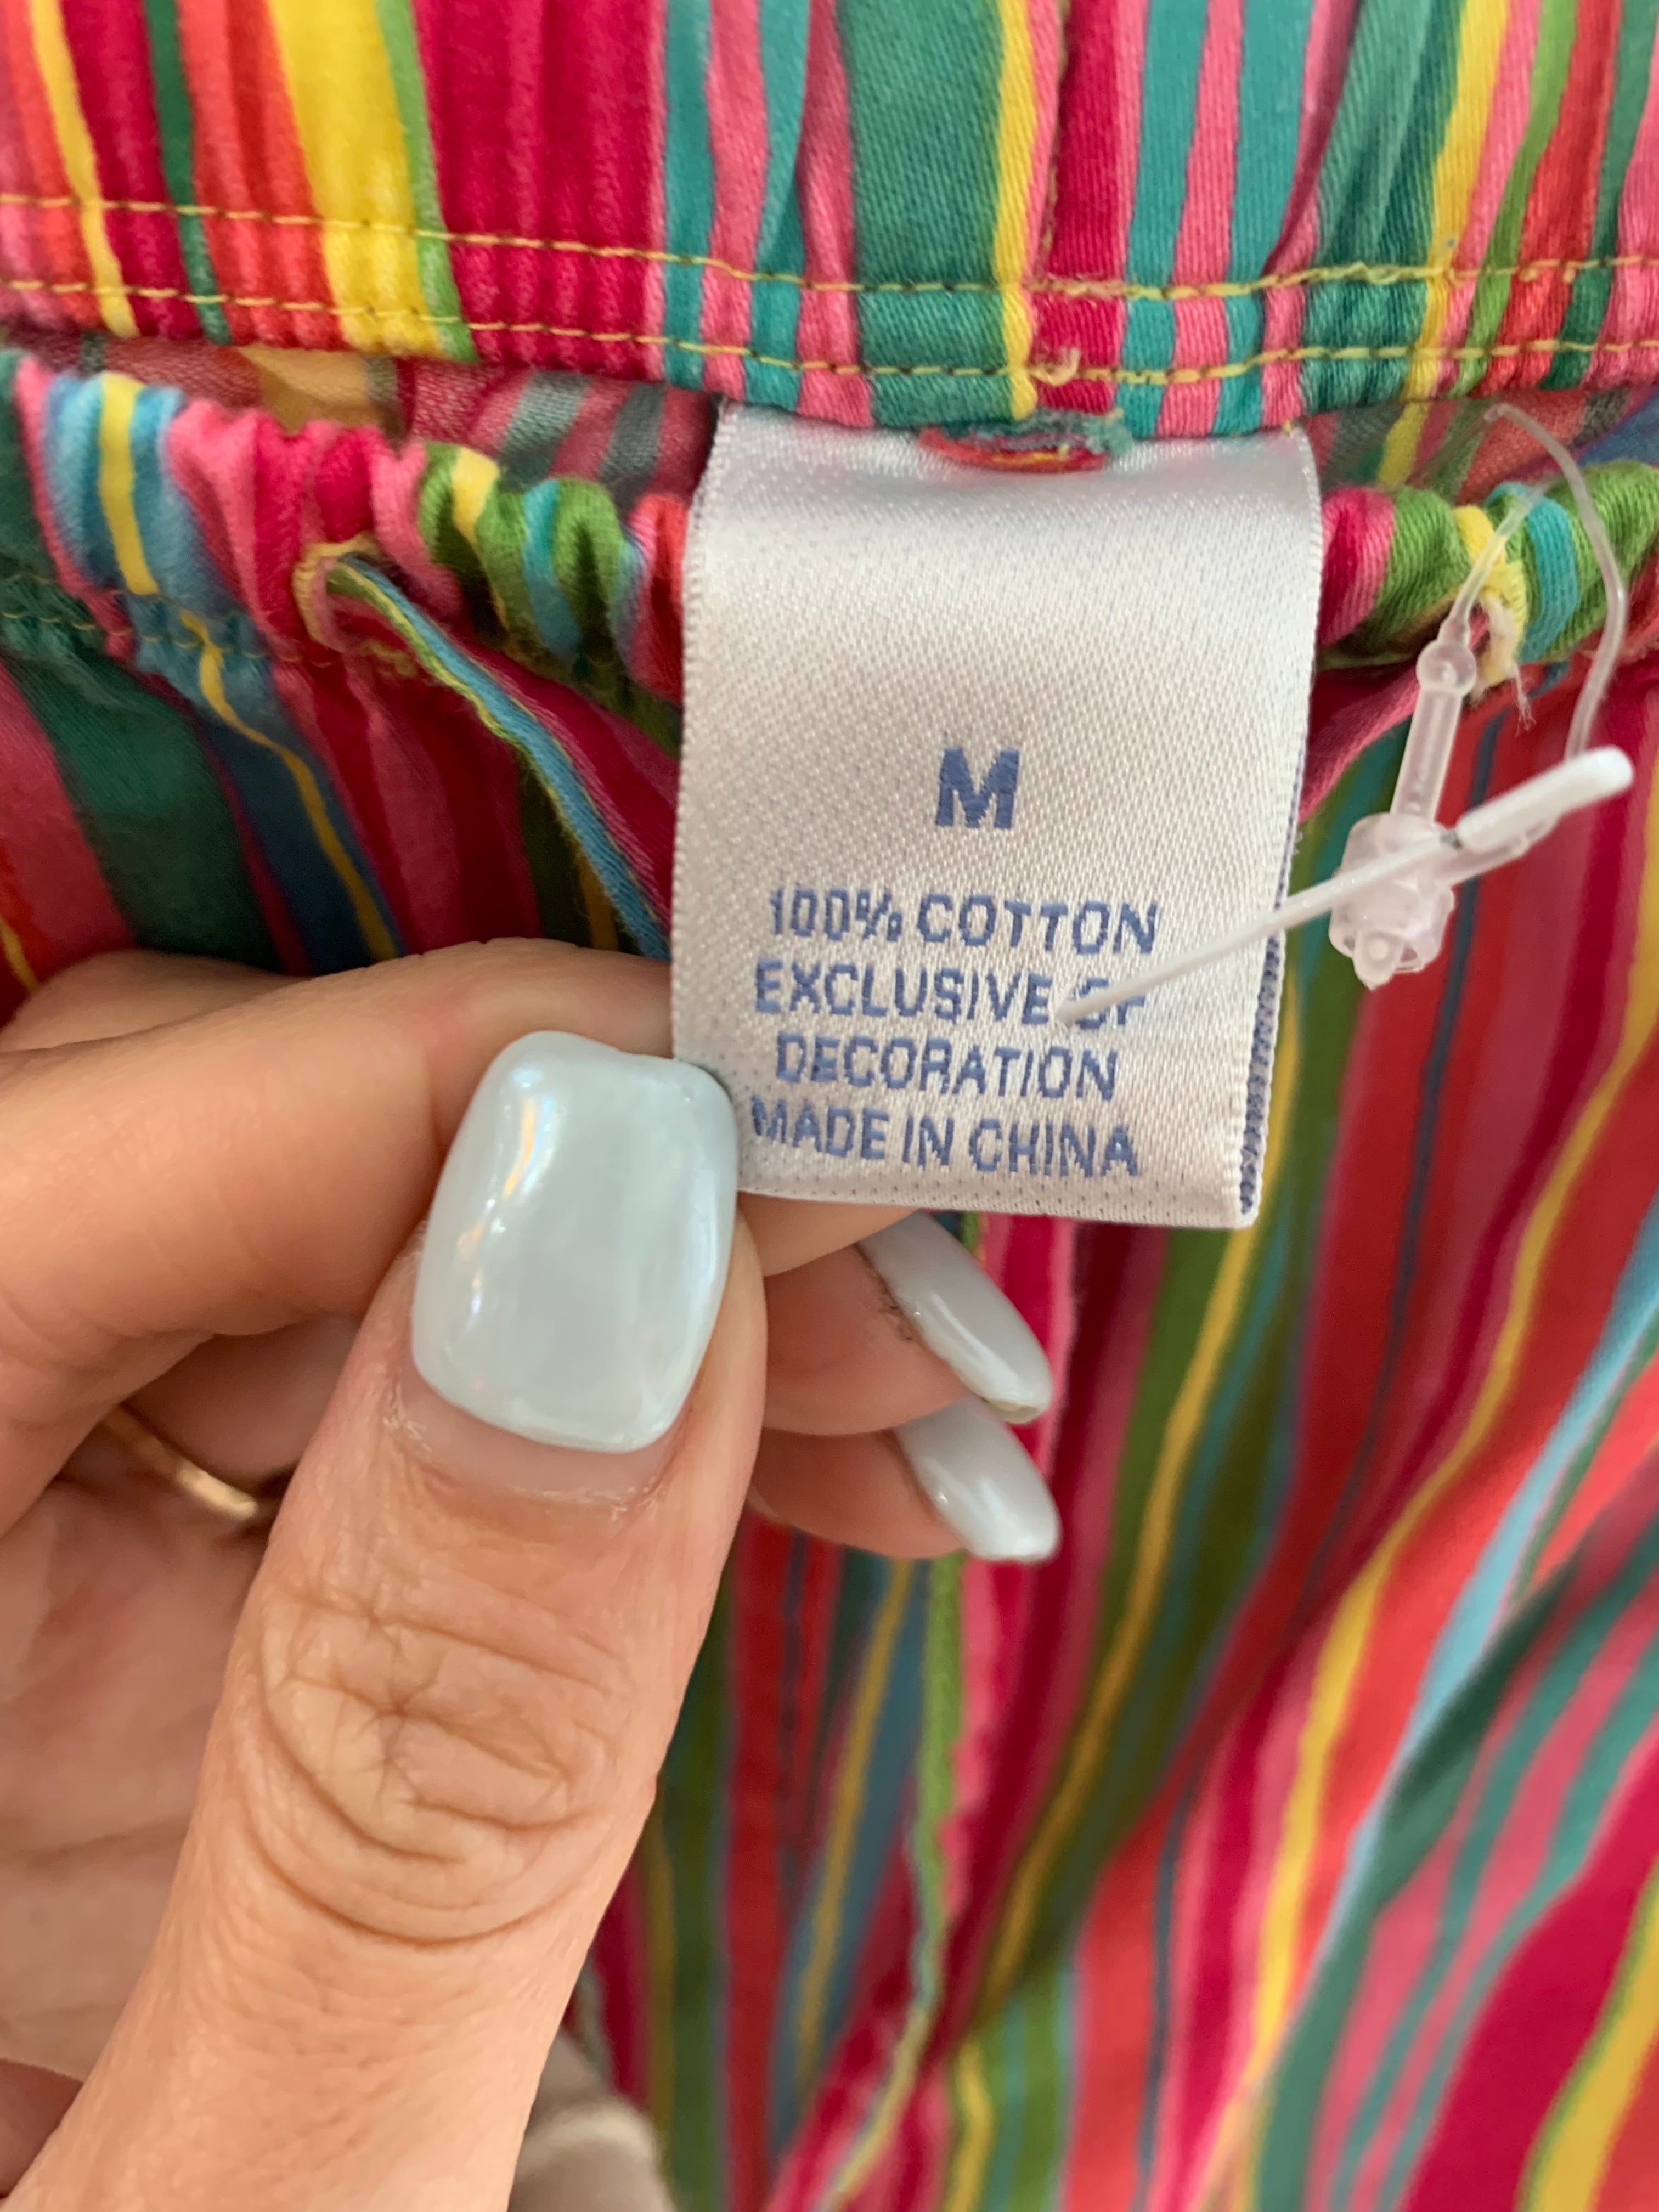 M
100% COTTON
EXCLUSIVE OF
DECORATION
MADE IN CHINA